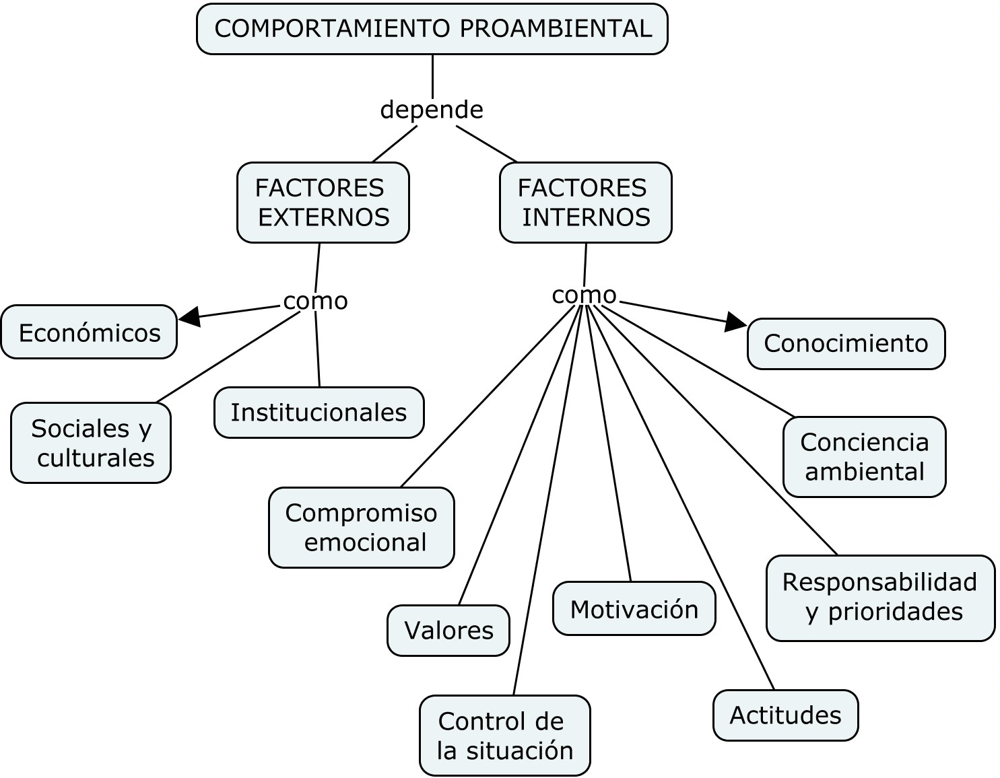 COMPORTAMIENTO PROAMBIENTAL
depende
FACTORES
EXTERNOS
FACTORES
INTERNOS
como
como
Económicos
Conocimiento
Sociales y
culturales
Institucionales
Conciencia
ambiental
Compromiso
emocional
Responsabilidad
y prioridades
Valores
Motivación
Control de
la situación
Actitudes